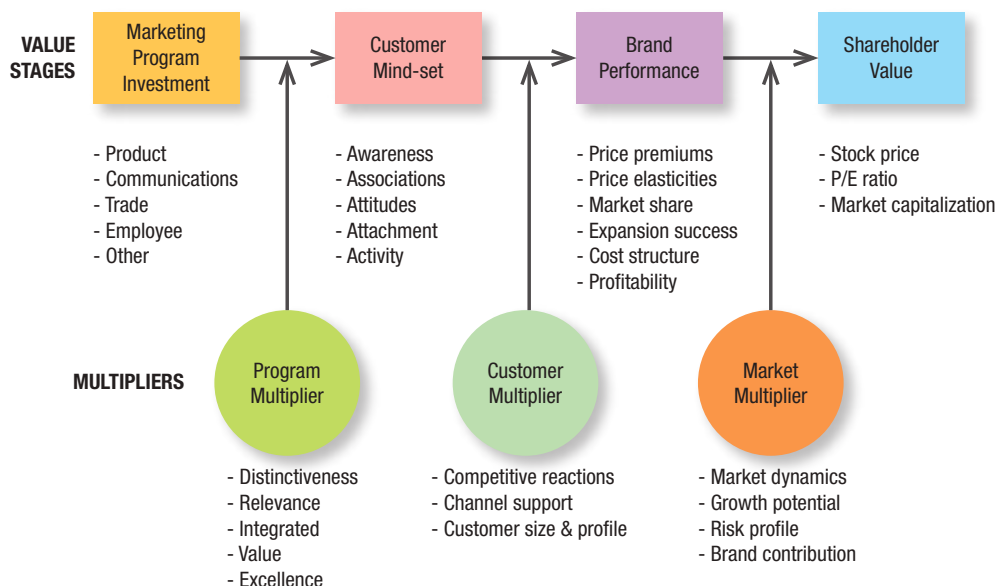 VALUE
STAGES
Marketing
Program
Investment
Customer
Mind-set
Brand
Performance
Shareholder
Value
- Product
- Communications
- Trade
- Employee
- Other
- Awareness
- Associations
- Attitudes
- Attachment
- Activity
- Price premiums
- Price elasticities
- Market share
- Expansion success
- Cost structure
- Profitability
- Stock price
- P/E ratio
- Market capitalization
MULTIPLIERS
Program
Multiplier
Customer
Multiplier
Market
Multiplier
- Distinctiveness
- Relevance
- Integrated
- Value
- Excellence
- Competitive reactions
- Channel support
- Customer size & profile
- Market dynamics
- Growth potential
- Risk profile
- Brand contribution